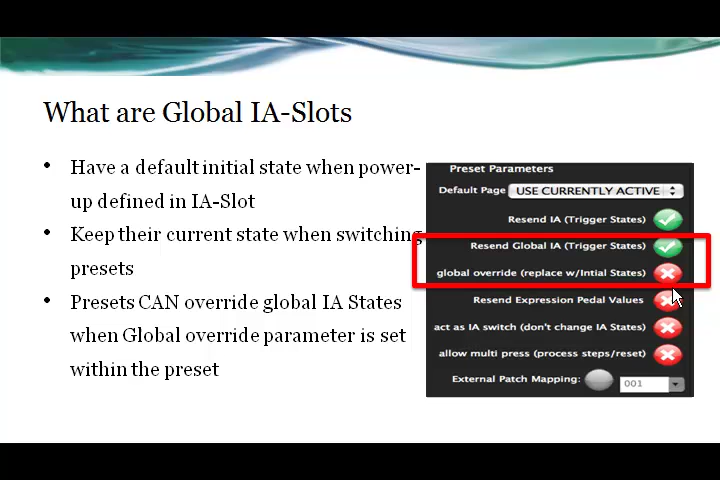 What are Global IA-Slots
• Have a default initial state when power-
up defined in IA-Slot
• Keep their current state when switching
presets
• Presets CAN override global IA States
when Global override parameter is set
within the preset
Preset Parameters
Default Page USE CURRENTLY ACTIVE
Resend IA (Trigger States)
Resend Global IA (Trigger States)
global override (replace w/Intial States)
Resend Expression Pedal Values
act as IA switch (don't change IA States)
allow multi press (process steps/reset)
External Patch Mapping: 001